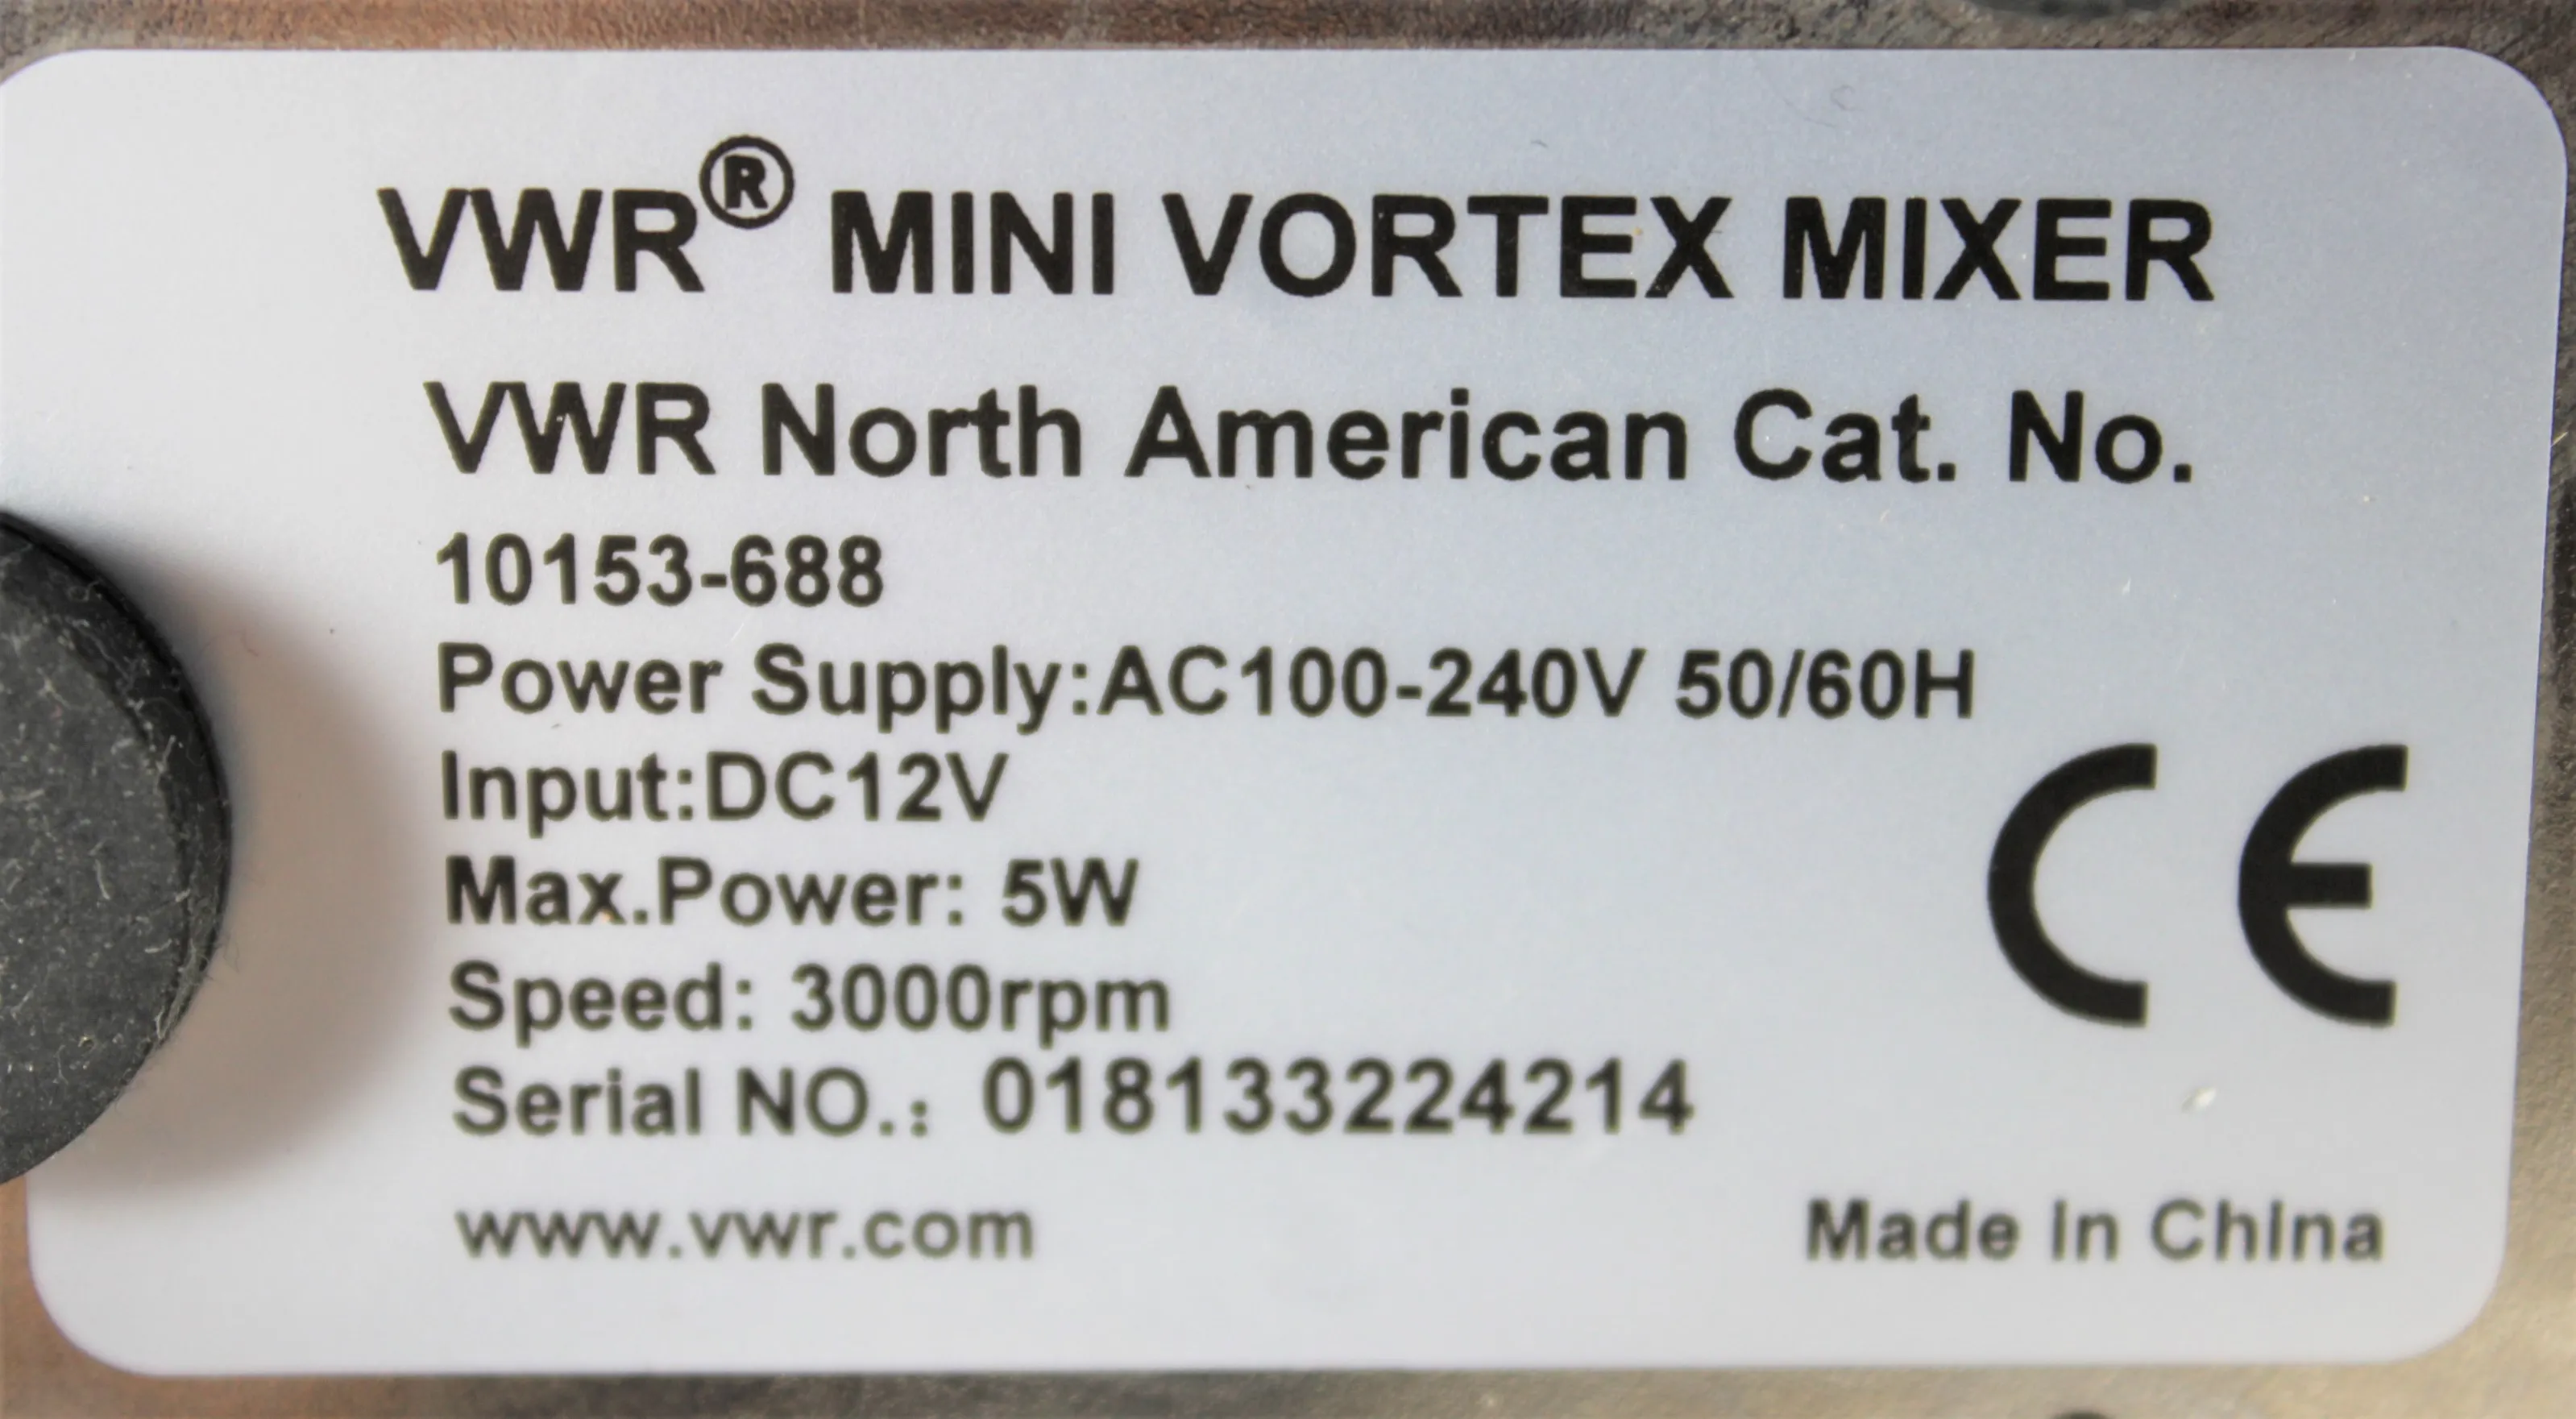 VWR® MINI VORTEX MIXER
VWR North American Cat. No.
10153-688
Power Supply:AC100-240V 50/60H
Input:DC12V
Max.Power: 5W
Speed: 3000rpm
Serial NO.: 018133224214
CE
www.vwr.com
Made In ChIna